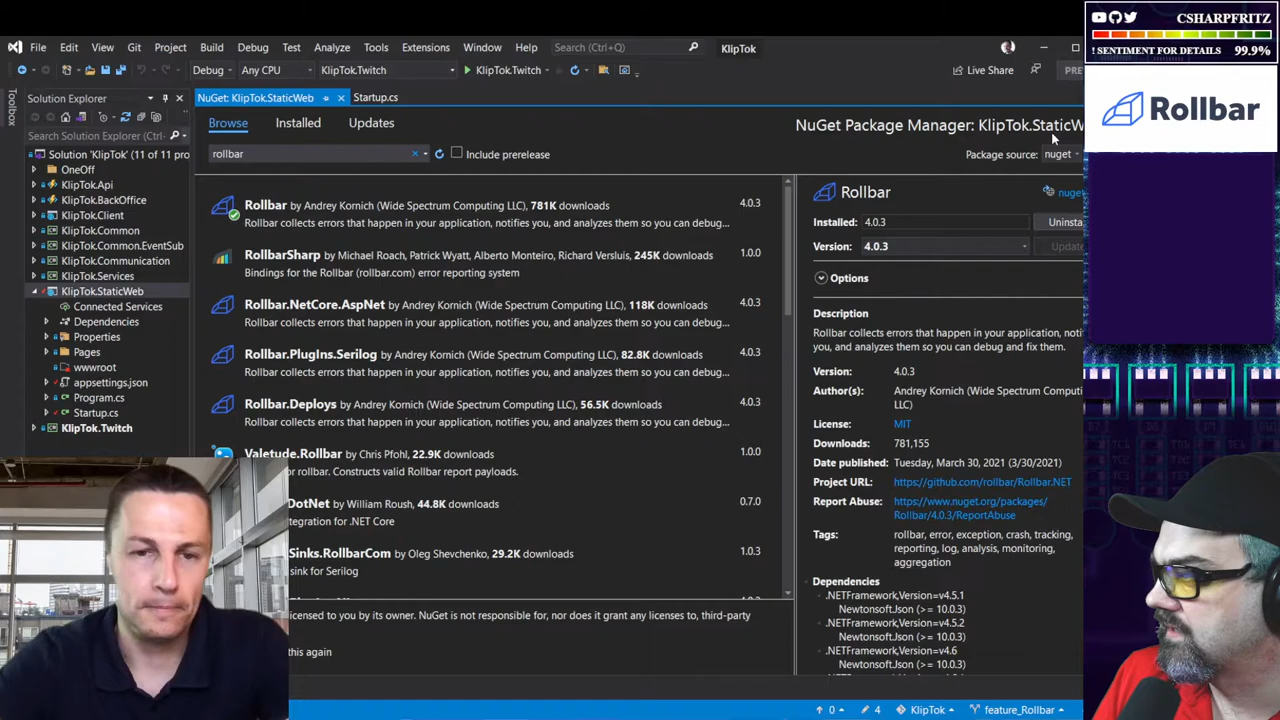 File Edit View Git Project Build Debug Test Analyze Tools Extensions Window Help Search (Ctrl+Q) KlipTok
Debug Any CPU KlipTok.Twitch KlipTok.Twitch Live Share
Toolbox
Solution Explorer
Search Solution Explorer (Ctrl+
Solution 'KlipTok' (11 of 11 pro
OneOff
KlipTok.Api
KlipTok.BackOffice
KlipTok.Client
KlipTok.Common
KlipTok.Common.EventSub
KlipTok.Communication
KlipTok.Services
KlipTok.StaticWeb
Connected Services
Dependencies
Properties
Pages
wwwroot
appsettings.json
Program.cs
Startup.cs
KlipTok.Twitch
NuGet: KlipTok.StaticWeb Startup.cs
Browse Installed Updates
NuGet Package Manager: KlipTok.StaticW
rollbar Include prerelease
Package source: nuget
Rollbar by Andrey Kornich (Wide Spectrum Computing LLC), 781K downloads 4.0.3
Rollbar collects errors that happen in your application, notifies you, and analyzes them so you can debug...
RollbarSharp by Michael Roach, Patrick Wyatt, Alberto Monteiro, Richard Versluis, 245K downloads 1.0.0
Bindings for the Rollbar (rollbar.com) error reporting system
Rollbar.NetCore.AspNet by Andrey Kornich (Wide Spectrum Computing LLC), 118K downloads 4.0.3
Rollbar collects errors that happen in your application, notifies you, and analyzes them so you can debug...
Rollbar.PlugIns.Serilog by Andrey Kornich (Wide Spectrum Computing LLC), 82.8K downloads 4.0.3
Rollbar collects errors that happen in your application, notifies you, and analyzes them so you can debug...
Rollbar.Deploys by Andrey Kornich (Wide Spectrum Computing LLC), 56.5K downloads 4.0.3
Rollbar collects errors that happen in your application, notifies you, and analyzes them so you can debug...
Valetude.Rollbar by Chris Pfohl, 22.9K downloads 1.0.0
or rollbar. Constructs valid Rollbar report payloads.
DotNet by William Roush, 44.8K downloads 0.7.0
ntegration for .NET Core
Sinks.RollbarCom by Oleg Shevchenko, 29.2K downloads 1.0.3
sink for Serilog
icensed to you by its owner. NuGet is not responsible for, nor does it grant any licenses to, third-party
this again
Rollbar nuget
Installed: 4.0.3 Uninsta
Version: 4.0.3 Update
Options
Description
Rollbar collects errors that happen in your application, noti
you, and analyzes them so you can debug and fix them.
Version: 4.0.3
Author(s): Andrey Kornich (Wide Spectrum Computing
LLC)
License: MIT
Downloads: 781,155
Date published: Tuesday, March 30, 2021 (3/30/2021)
Project URL: https://github.com/rollbar/Rollbar.NET
Report Abuse: https://www.nuget.org/packages/
Rollbar/4.0.3/ReportAbuse
Tags: rollbar, error, exception, crash, tracking,
reporting, log, analysis, monitoring,
aggregation
Dependencies
.NETFramework,Version=v4.5.1
Newtonsoft.Json (>= 10.0.3)
.NETFramework,Version=v4.5.2
Newtonsoft.Json (>= 10.0.3)
.NETFramework,Version=v4.6
Newtonsoft.Json (>= 10.0.3)
0 4 KlipTok feature_Rollbar
CSHARPFRITZ
! SENTIMENT FOR DETAILS 99.9%
Rollbar